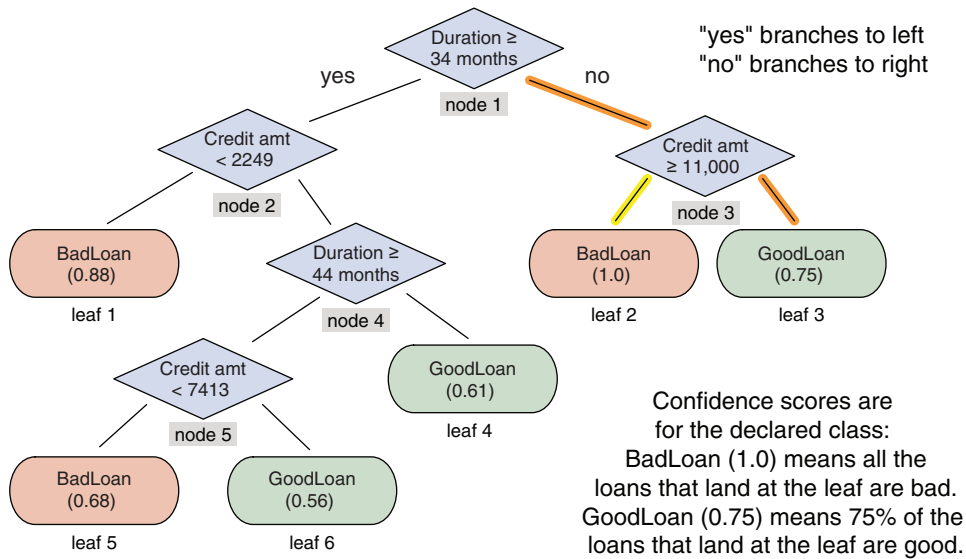 Duration ≥
34 months
"yes" branches to left
"no" branches to right
yes
no
node 1
Credit amt
< 2249
Credit amt
≥ 11,000
node 2
node 3
BadLoan
(0.88)
Duration ≥
44 months
BadLoan
(1.0)
GoodLoan
(0.75)
leaf 1
leaf 2
leaf 3
node 4
Credit amt
< 7413
GoodLoan
(0.61)
node 5
leaf 4
BadLoan
(0.68)
GoodLoan
(0.56)
leaf 5
leaf 6
Confidence scores are
for the declared class:
BadLoan (1.0) means all the
loans that land at the leaf are bad.
GoodLoan (0.75) means 75% of the
loans that land at the leaf are good.